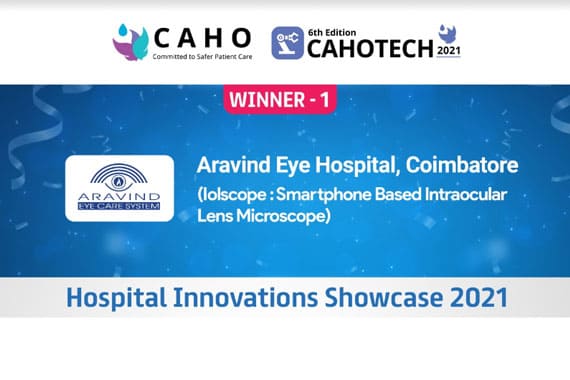 CAHO
Committed to Safer Patient Care
6th Edition
CAHOTECH 2021
WINNER - 1
ARAVIND
EYE CARE SYSTEM
Aravind Eye Hospital, Coimbatore
(Iolscope : Smartphone Based Intraocular
Lens Microscope)
Hospital Innovations Showcase 2021